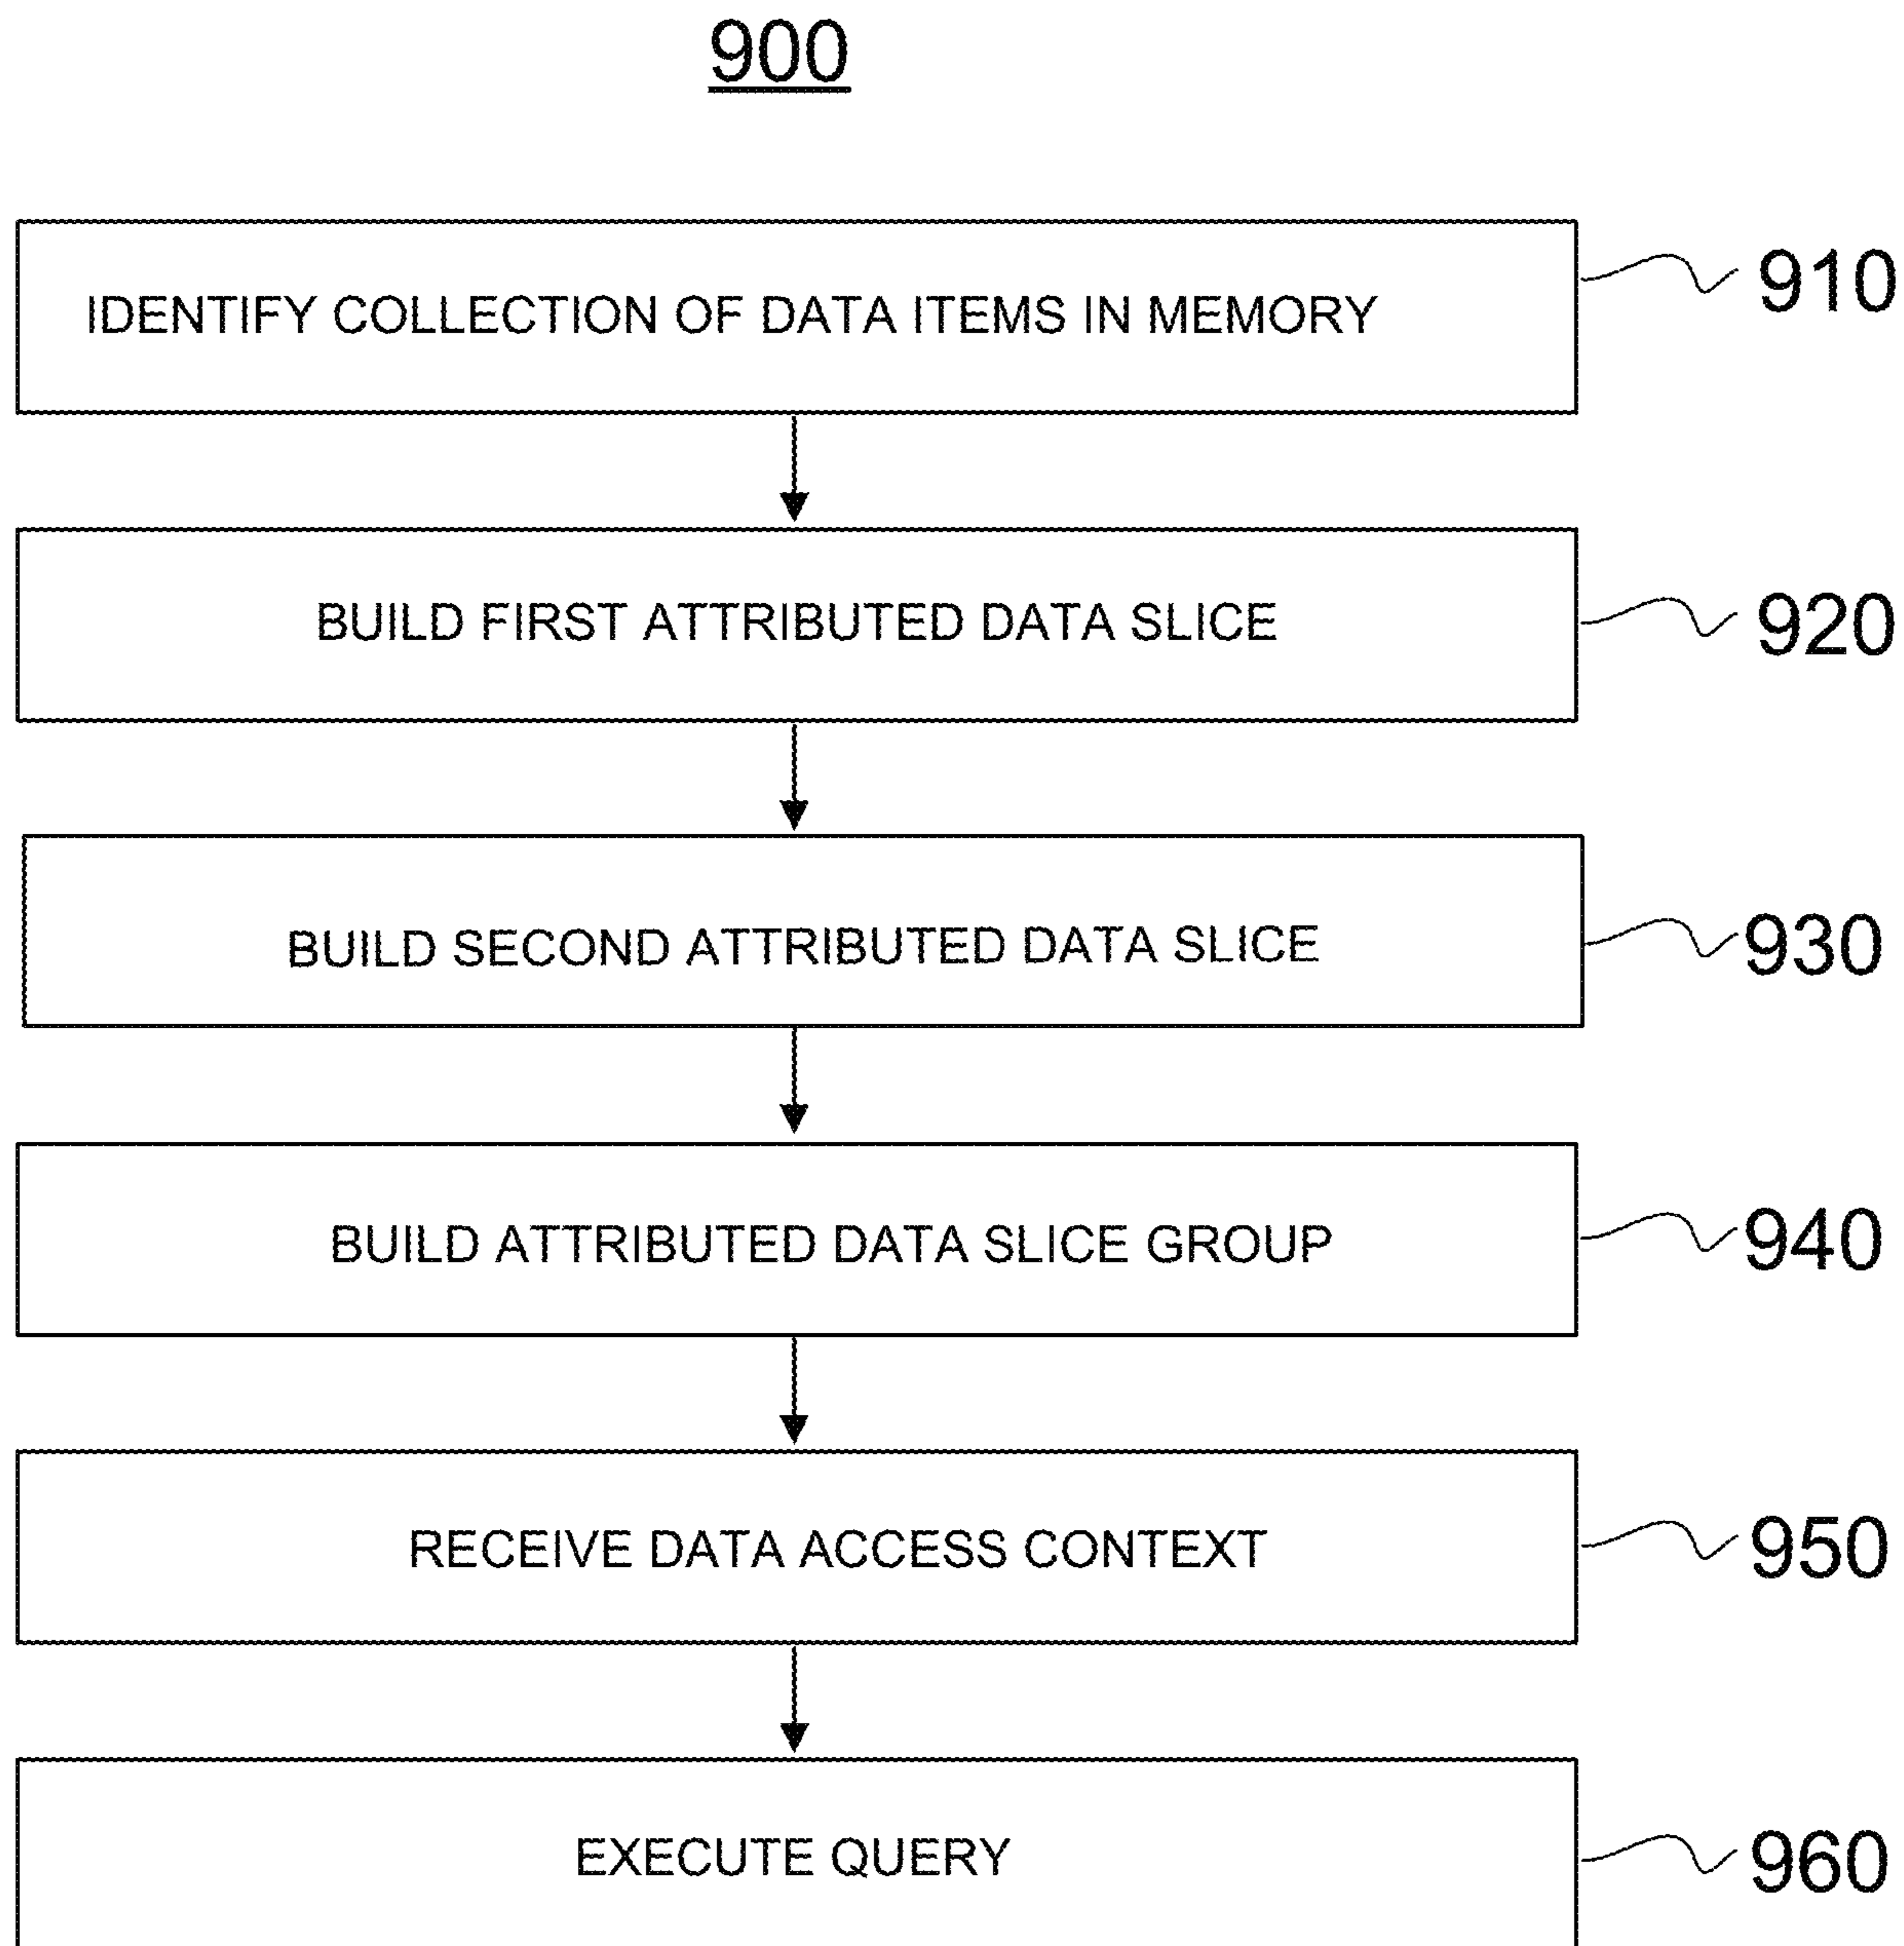 900
IDENTIFY COLLECTION OF DATA ITEMS IN MEMORY
910
BUILD FIRST ATTRIBUTED DATA SLICE
920
BUILD SECOND ATTRIBUTED DATA SLICE
930
BUILD ATTRIBUTED DATA SLICE GROUP
940
RECEIVE DATA ACCESS CONTEXT
950
EXECUTE QUERY
960